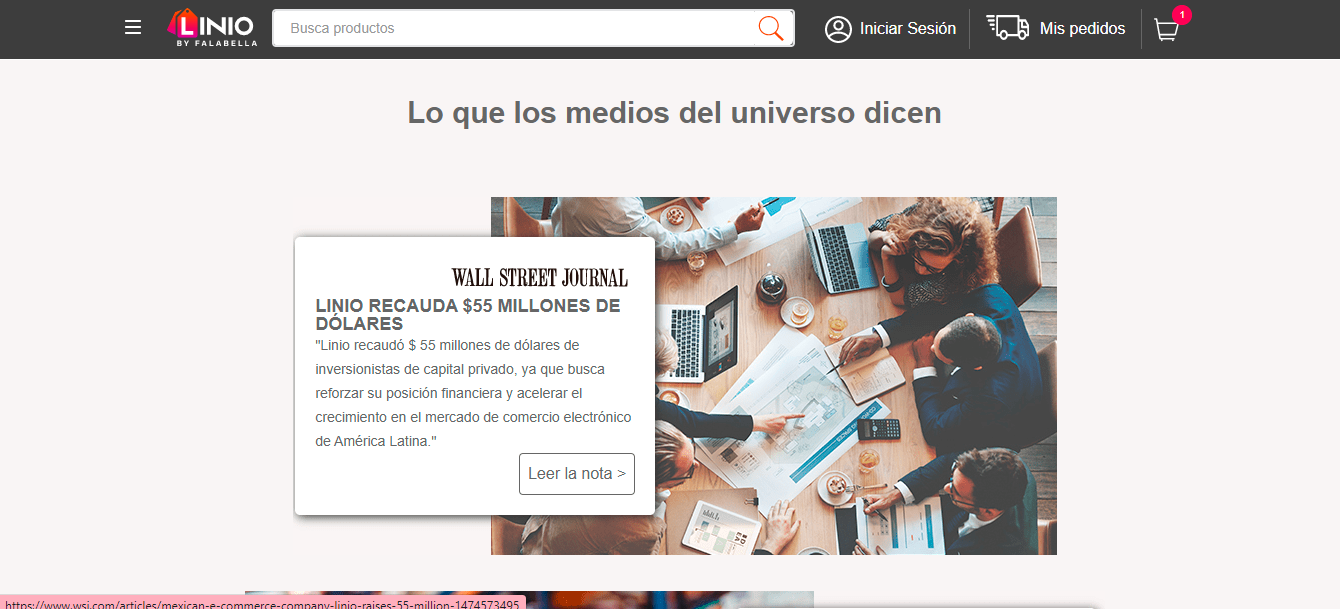 LINIO
BY FALABELLA
Busca productos
Iniciar Sesión
Mis pedidos
1
Lo que los medios del universo dicen
WALL STREET JOURNAL
LINIO RECAUDA $55 MILLONES DE
DÓLARES
"Linio recaudó $ 55 millones de dólares de
inversionistas de capital privado, ya que busca
reforzar su posición financiera y acelerar el
crecimiento en el mercado de comercio electrónico
de América Latina."
Leer la nota >
https://www.wsj.com/articles/mexican-e-commerce-company-linio-raises-55-million-1474573495